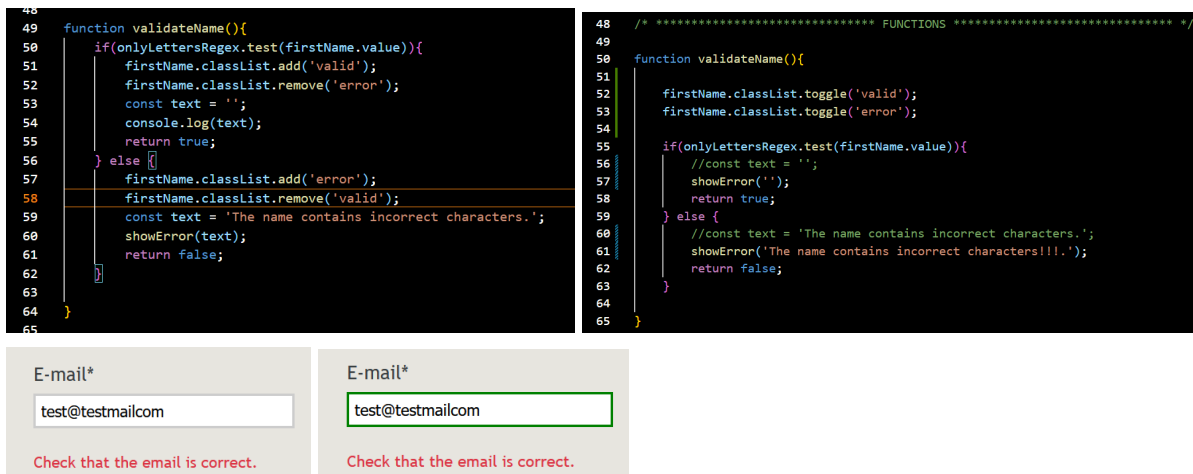 48
49 function validateName(){
50 if(onlyLettersRegex.test(firstName.value)){
51 firstName.classList.add('valid');
52 firstName.classList.remove('error');
53 const text = '';
54 console.log(text);
55 return true;
56 } else {
57 firstName.classList.add('error');
58 firstName.classList.remove('valid');
59 const text = 'The name contains incorrect characters.';
60 showError(text);
61 return false;
62 }
63
64 }
65
48 /* ******************************* FUNCTIONS ******************************* */
49
50 function validateName(){
51
52 firstName.classList.toggle('valid');
53 firstName.classList.toggle('error');
54
55 if(onlyLettersRegex.test(firstName.value)){
56 //const text = '';
57 showError('');
58 return true;
59 } else {
60 //const text = 'The name contains incorrect characters.';
61 showError('The name contains incorrect characters!!!.');
62 return false;
63 }
64
65 }
E-mail*
test@testmailcom
Check that the email is correct.
E-mail*
test@testmailcom
Check that the email is correct.